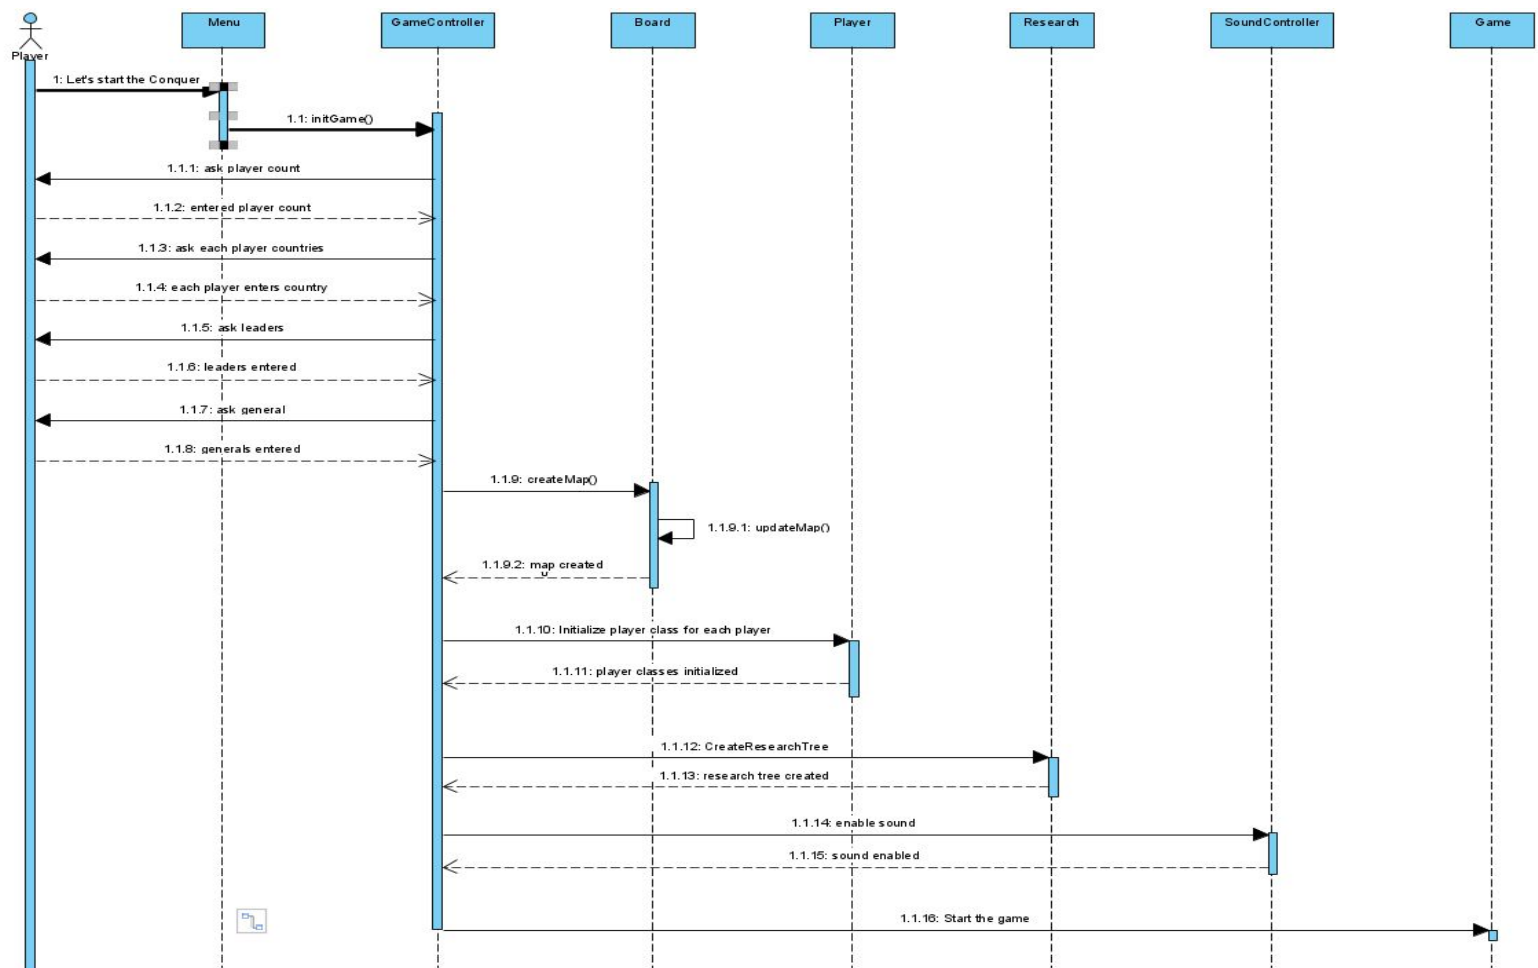 Player
Menu
GameController
Board
Player
Research
SoundController
Game
1: Let's start the Conquer
1.1: initGame()
1.1.1: ask player count
1.1.2: entered player count
1.1.3: ask each player countries
1.1.4: each player enters country
1.1.5: ask leaders
1.1.6: leaders entered
1.1.7: ask general
1.1.8: generals entered
1.1.9: createMap()
1.1.9.1: updateMap()
1.1.9.2: map created
1.1.10: Initialize player class for each player
1.1.11: player classes initialized
1.1.12: CreateResearchTree
1.1.13: research tree created
1.1.14: enable sound
1.1.15: sound enabled
1.1.16: Start the game